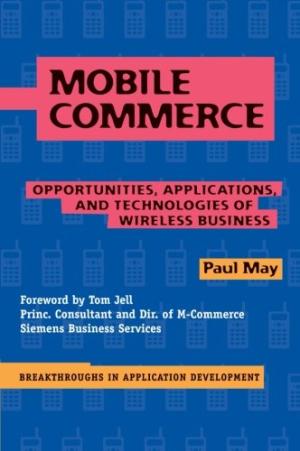 MOBILE
COMMERCE
OPPORTUNITIES, APPLICATIONS,
AND TECHNOLOGIES OF
WIRELESS BUSINESS
Paul May
Foreword by Tom Jell
Princ. Consultant and Dir. of M-Commerce
Siemens Business Services
BREAKTHROUGHS IN APPLICATION DEVELOPMENT